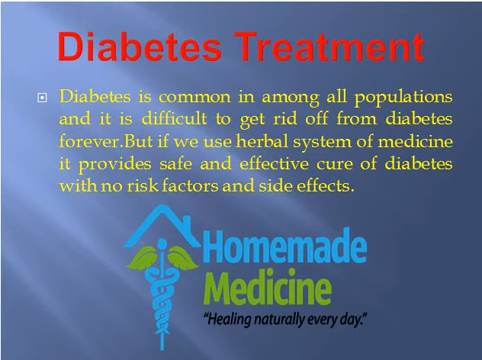 Diabetes Treatment
Diabetes is common in among all populations
and it is difficult to get rid off from diabetes
forever.But if we use herbal system of medicine
it provides safe and effective cure of diabetes
with no risk factors and side effects.
Homemade
Medicine
"Healing naturally every day."